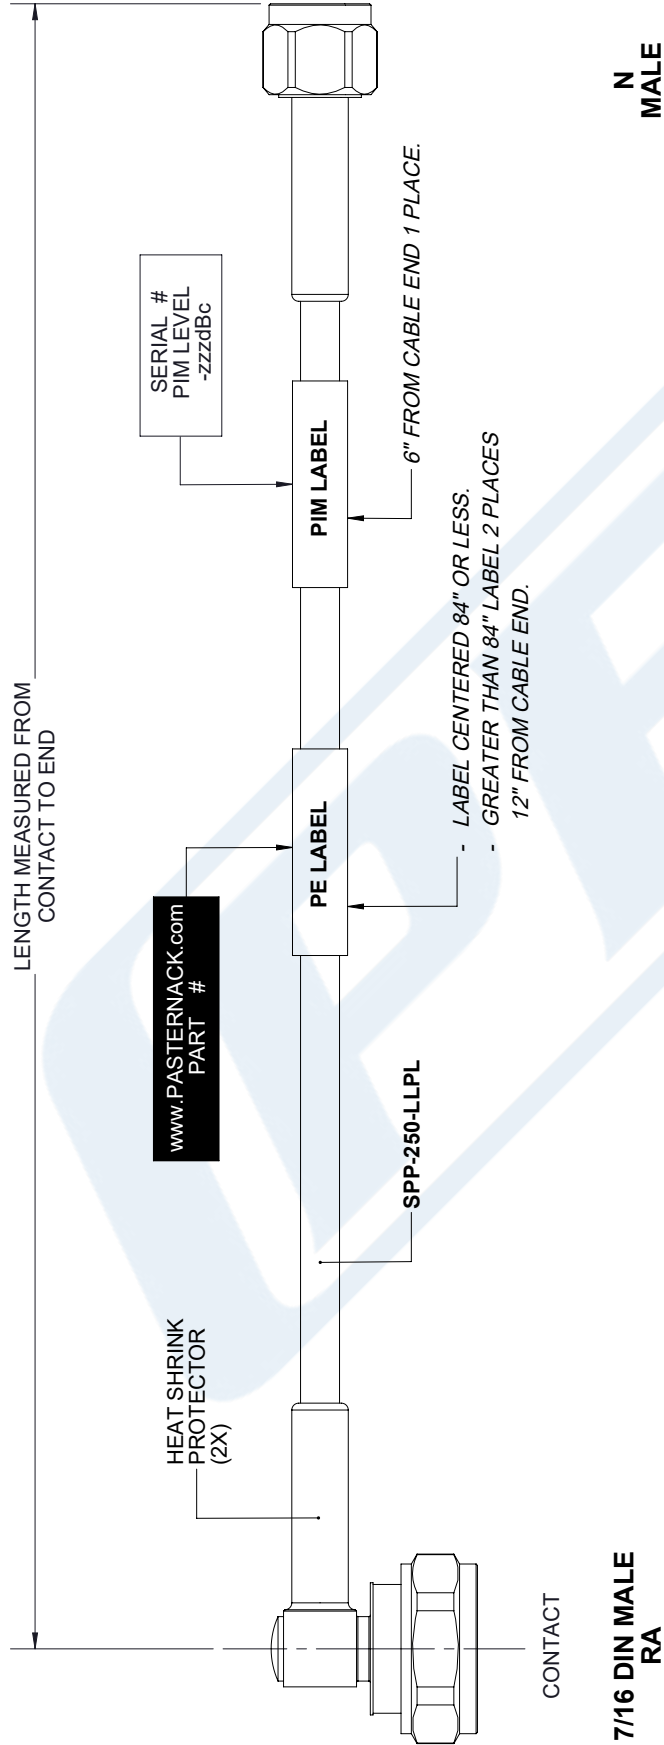 LENGTH MEASURED FROM
CONTACT TO END
www.PASTERNACK.com
PART #
SERIAL #
PIM LEVEL
-zzzdBc
HEAT SHRINK
PROTECTOR
(2X)
PE LABEL
PIM LABEL
SPP-250-LLPL
6" FROM CABLE END 1 PLACE.
- LABEL CENTERED 84" OR LESS.
- GREATER THAN 84" LABEL 2 PLACES
12" FROM CABLE END.
CONTACT
7/16 DIN MALE
RA
N
MALE